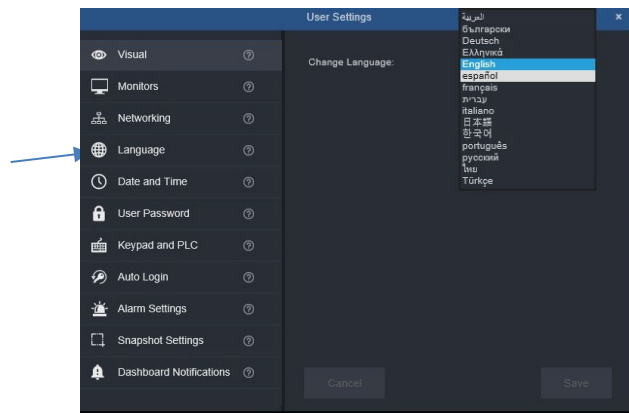 User Settings
x
Visual
Monitors
Networking
Language
Date and Time
User Password
Keypad and PLC
Auto Login
Alarm Settings
Snapshot Settings
Dashboard Notifications
Change Language:
العربية
български
Deutsch
Ελληνικά
English
español
français
עברית
italiano
日本語
한국어
português
русский
ไทย
Türkçe
Cancel
Save